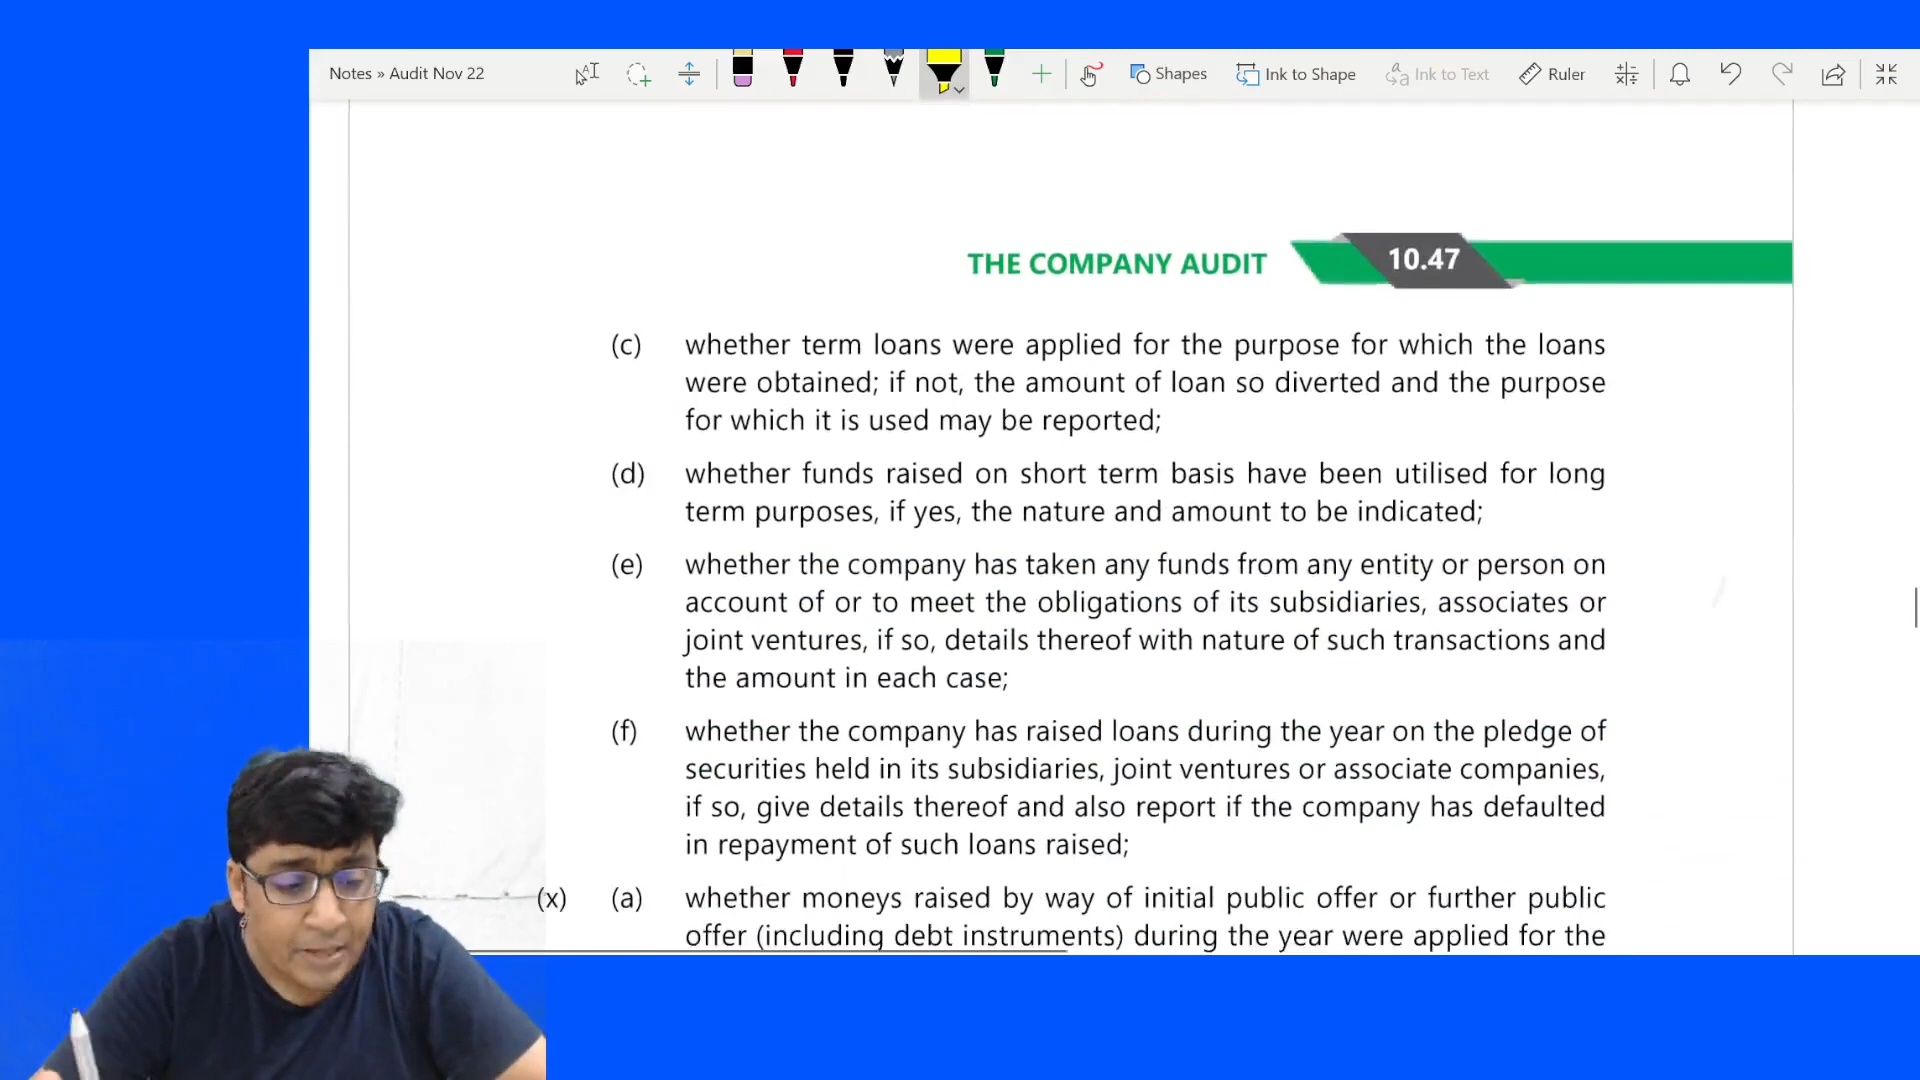 Notes » Audit Nov 22
Shapes
Ink to Shape
Ink to Text
Ruler
THE COMPANY AUDIT 10.47
(c) whether term loans were applied for the purpose for which the loans
were obtained; if not, the amount of loan so diverted and the purpose
for which it is used may be reported;
(d) whether funds raised on short term basis have been utilised for long
term purposes, if yes, the nature and amount to be indicated;
(e) whether the company has taken any funds from any entity or person on
account of or to meet the obligations of its subsidiaries, associates or
joint ventures, if so, details thereof with nature of such transactions and
the amount in each case;
(f) whether the company has raised loans during the year on the pledge of
securities held in its subsidiaries, joint ventures or associate companies,
if so, give details thereof and also report if the company has defaulted
in repayment of such loans raised;
(x) (a) whether moneys raised by way of initial public offer or further public
offer (including debt instruments) during the year were applied for the